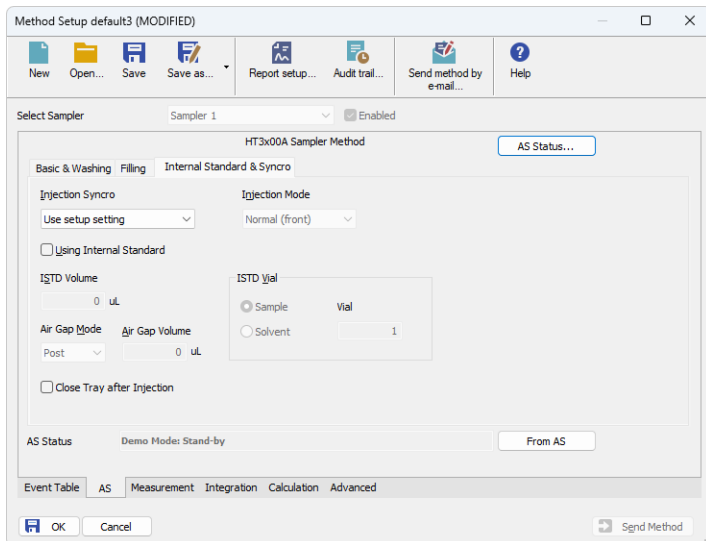 Method Setup default3 (MODIFIED)
New Open... Save Save as... Report setup... Audit trail... Send method by e-mail... Help
Select Sampler Sampler 1 Enabled
HT3x00A Sampler Method AS Status...
Basic & Washing Filling Internal Standard & Syncro
Injection Syncro Injection Mode
Use setup setting Normal (front)
Using Internal Standard
ISTD Volume ISTD Vial
0 uL Sample Vial
Air Gap Mode Air Gap Volume Solvent 1
Post 0 uL
Close Tray after Injection
AS Status Demo Mode: Stand-by From AS
Event Table AS Measurement Integration Calculation Advanced
OK Cancel Send Method